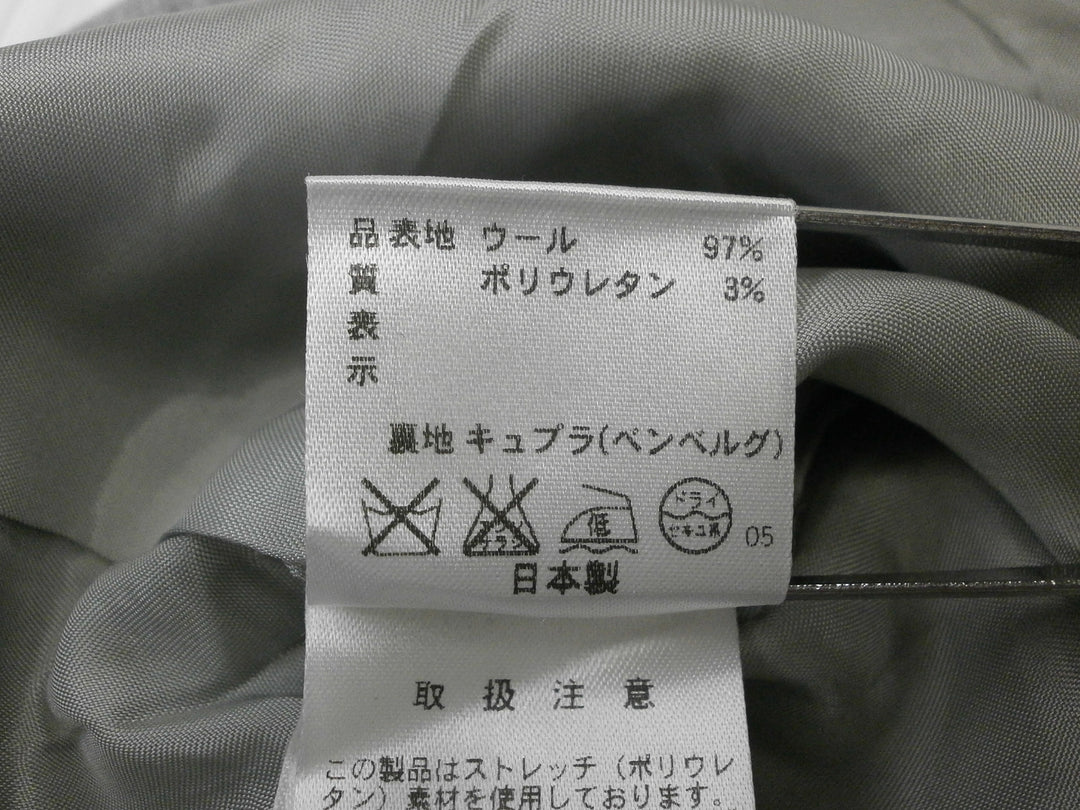 品 表地 ウール 97%
質 ポリウレタン 3%
表
示
裏地 キュプラ(ベンベルグ)
低 ドライ セキユ系 05
日本製
取扱注意
この製品はストレッチ（ポリウレ
タン）素材を使用しております。